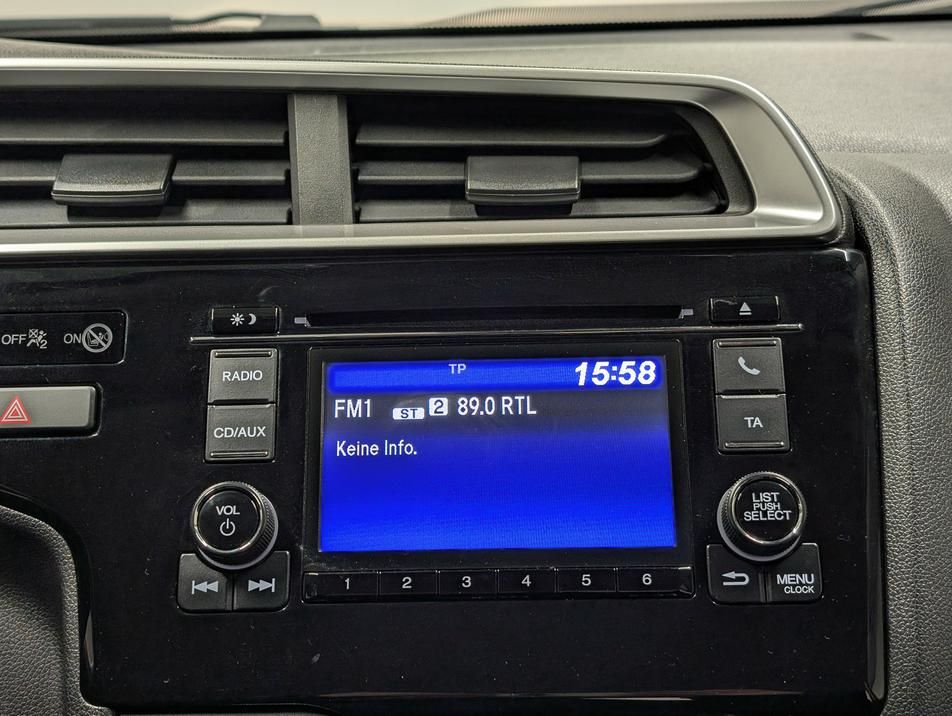 OFF 2 ON
RADIO
CD/AUX
VOL
TP 15:58
FM1 ST 2 89.0 RTL
Keine Info.
1 2 3 4 5 6
TA
LIST
PUSH
SELECT
MENU
CLOCK